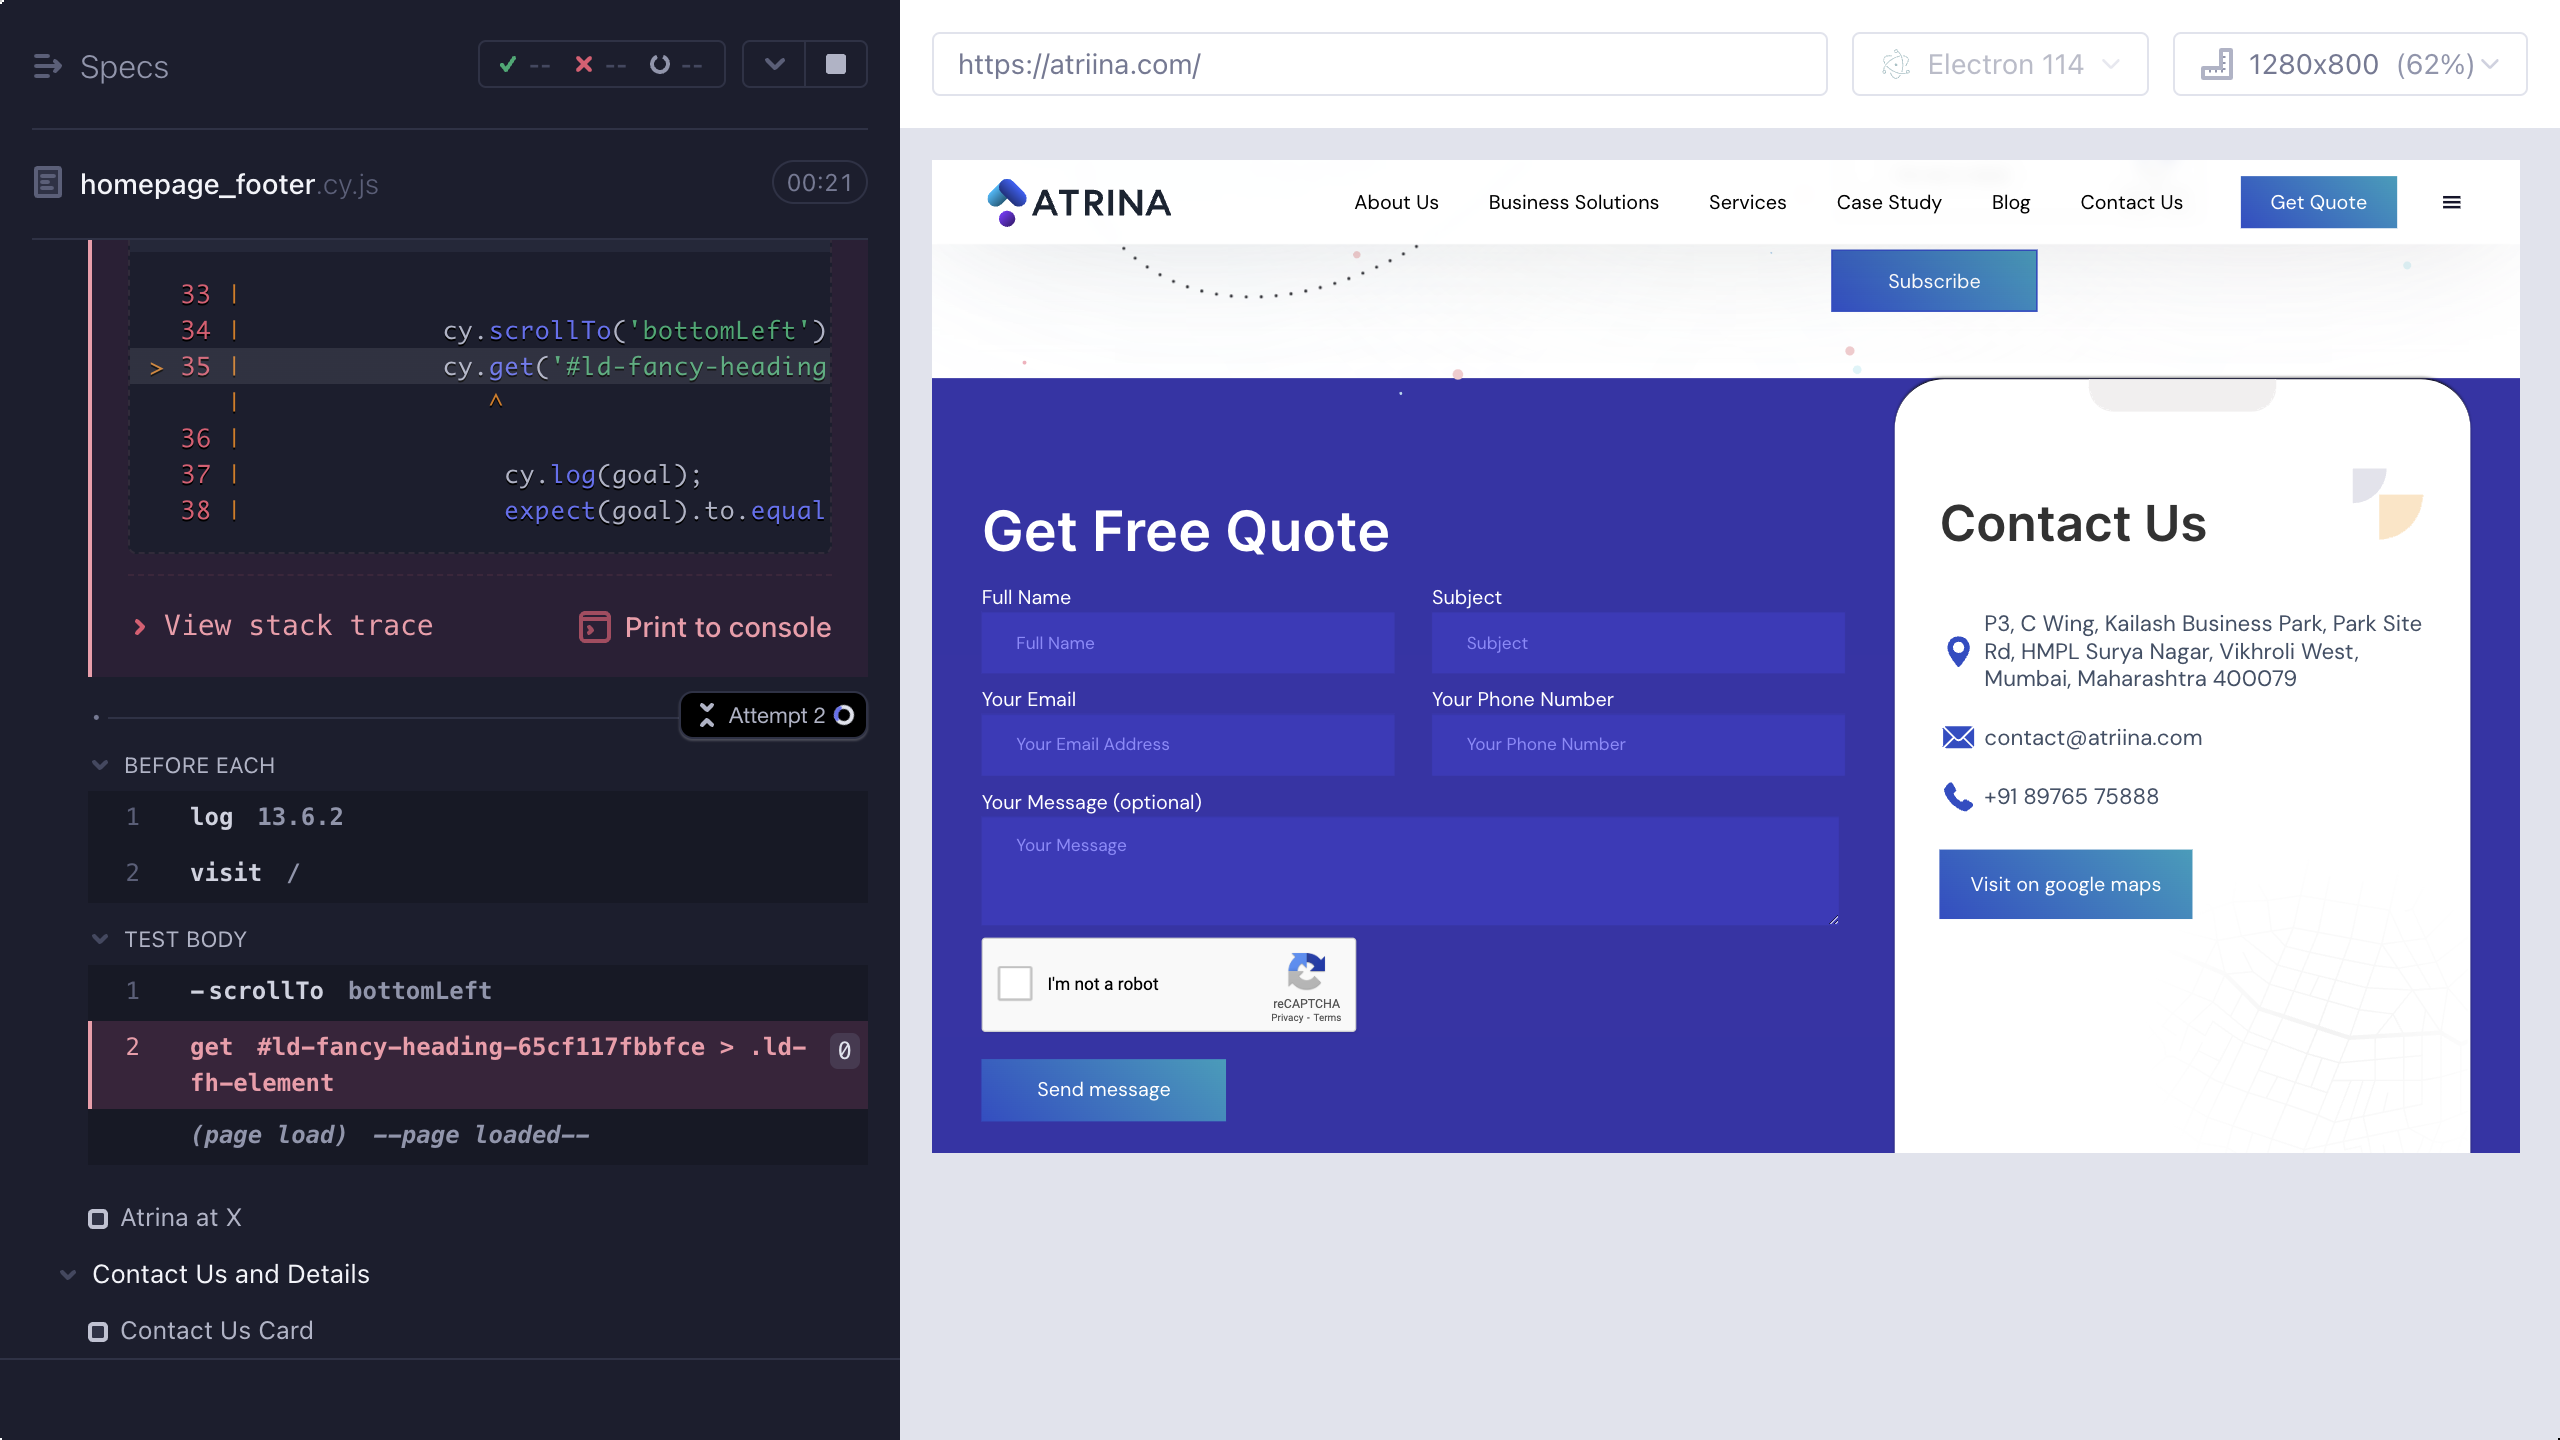 Specs
-- -- --
homepage_footer.cy.js
00:21
33 |
34 | cy.scrollTo('bottomLeft')
> 35 | cy.get('#ld-fancy-heading
| ^
36 |
37 | cy.log(goal);
38 | expect(goal).to.equal
View stack trace
Print to console
Attempt 2
BEFORE EACH
1 log 13.6.2
2 visit /
TEST BODY
1 -scrollTo bottomLeft
2 get #ld-fancy-heading-65cf117fbbfce > .ld-
fh-element
0
(page load) --page loaded--
Atrina at X
Contact Us and Details
Contact Us Card
https://atriina.com/
Electron 114
1280x800 (62%)
ATRINA
About Us
Business Solutions
Services
Case Study
Blog
Contact Us
Get Quote
Subscribe
Get Free Quote
Full Name
Subject
Full Name
Subject
Your Email
Your Phone Number
Your Email Address
Your Phone Number
Your Message (optional)
Your Message
I'm not a robot
reCAPTCHA
Privacy - Terms
Send message
Contact Us
P3, C Wing, Kailash Business Park, Park Site
Rd, HMPL Surya Nagar, Vikhroli West,
Mumbai, Maharashtra 400079
contact@atriina.com
+91 89765 75888
Visit on google maps